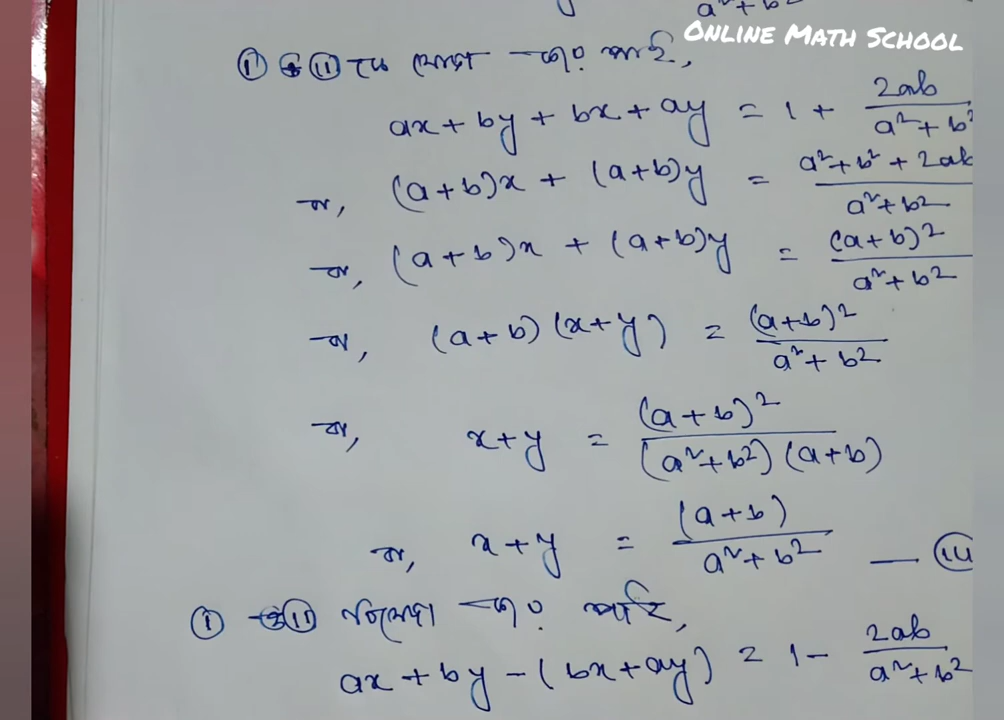 a² + b²
ONLINE MATH SCHOOL
(i) ও (ii) নং যোগ করে পাই,
ax + by + bx + ay = 1 + 2ab / a² + b²
বা, (a+b)x + (a+b)y = a² + b² + 2ab / a² + b²
বা, (a+b)x + (a+b)y = (a+b)² / a² + b²
বা, (a+b)(x+y) = (a+b)² / a² + b²
বা, x+y = (a+b)² / (a²+b²)(a+b)
বা, x+y = (a+b) / a² + b² — (iii)
(i) ও (ii) বিয়োগ করে পাই,
ax + by - (bx + ay) = 1 - 2ab / a² + b²